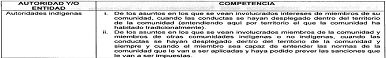 AUTORIDAD Y/O
ENTIDAD
COMPETENCIA
Autoridades indígenas
i. De los asuntos en los que se vean involucrados intereses de miembros de su
comunidad, cuando las conductas se hayan desplegado dentro del territorio
de la comunidad (entendiendo aquí por territorio el que la comunidad ha
habitado tradicionalmente).
ii. De los asuntos en los que se vean involucrados miembros de la comunidad y
miembros de otras comunidades indígenas o no indígenas, cuando las
conductas se hayan desplegado dentro del territorio de la comunidad y
siempre y cuando el miembro sea capaz de entender las normas de la
comunidad que le van a ser aplicadas y haya podido prever las sanciones que
le van a ser impuestas.